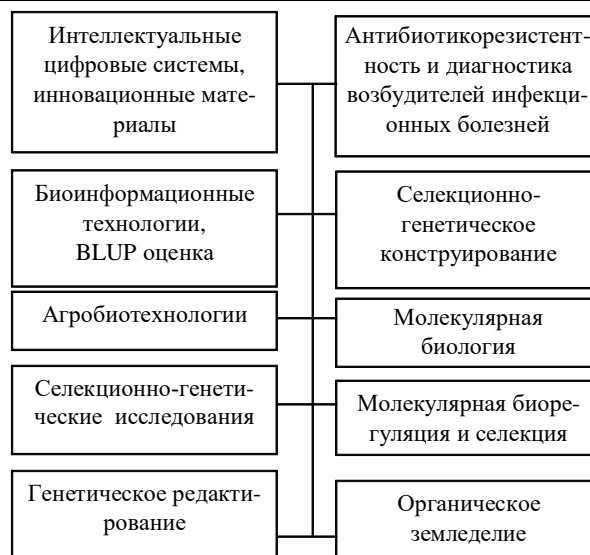 Интеллектуальные
цифровые системы,
инновационные мате-
риалы
Антибиотикорезистент-
ность и диагностика
возбудителей инфекци-
онных болезней
Биоинформационные
технологии,
BLUP оценка
Селекционно-
генетическое
конструирование
Агробиотехнологии
Молекулярная
биология
Селекционно-генети-
ческие исследования
Молекулярная биоре-
гуляция и селекция
Генетическое редакти-
рование
Органическое
земледелие